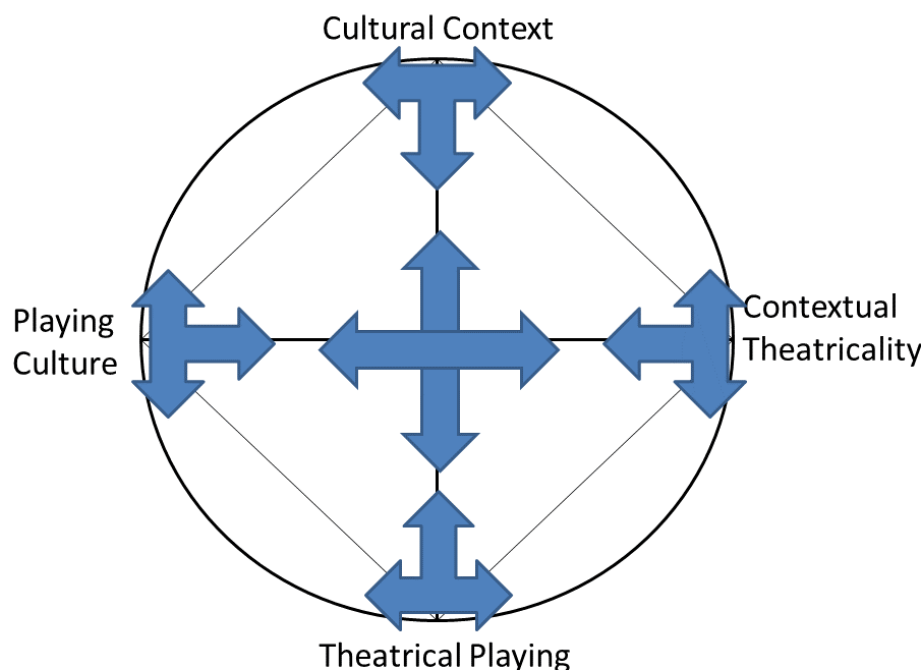 Cultural Context
Playing
Culture
Contextual
Theatricality
Theatrical Playing